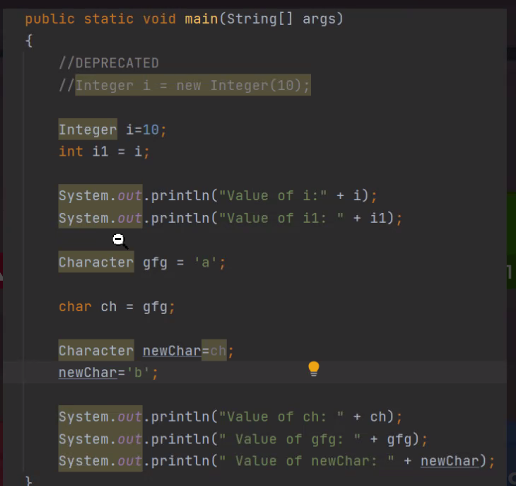 public static void main(String[] args)
{
//DEPRECATED
//Integer i = new Integer(10);
Integer i=10;
int i1 = i;
System.out.println("Value of i:" + i);
System.out.println("Value of i1: " + i1);
Character gfg = 'a';
char ch = gfg;
Character newChar=ch;
newChar='b';
System.out.println("Value of ch: " + ch);
System.out.println(" Value of gfg: " + gfg);
System.out.println(" Value of newChar: " + newChar);
}